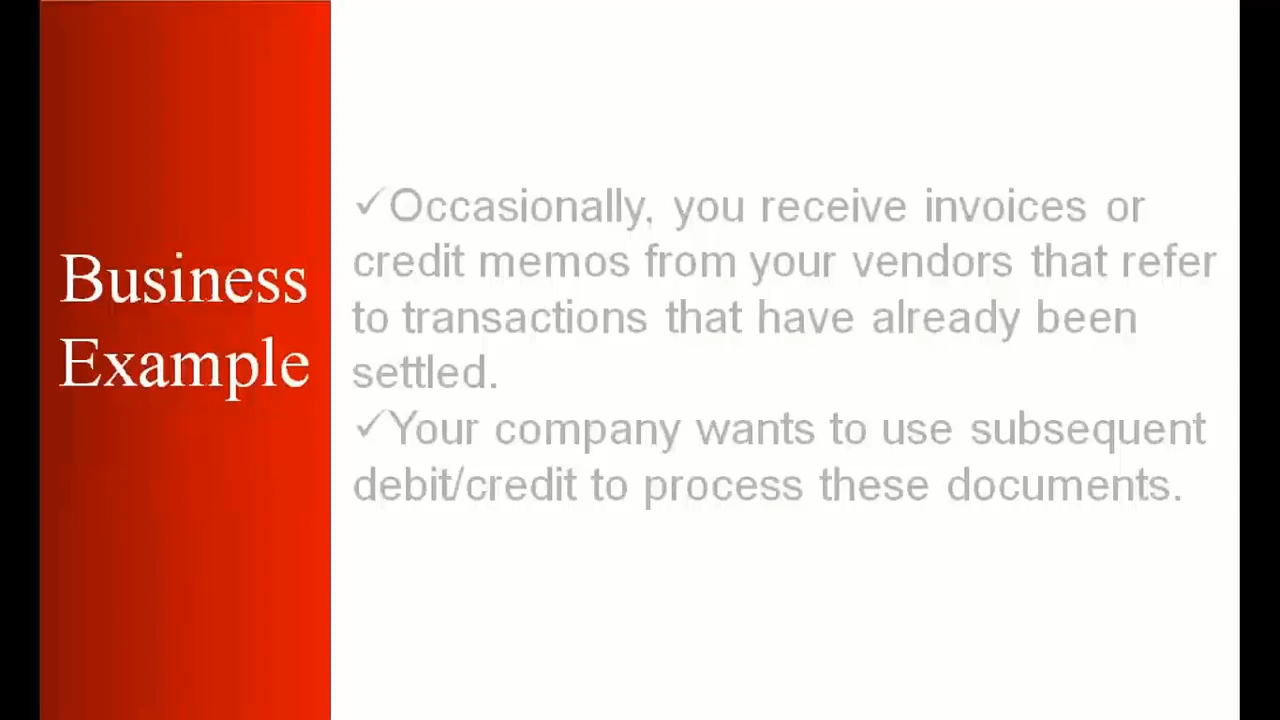 Business
Example
✓Occasionally, you receive invoices or
credit memos from your vendors that refer
to transactions that have already been
settled.
✓Your company wants to use subsequent
debit/credit to process these documents.